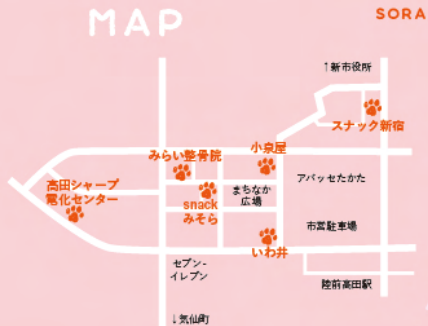 MAP
SORA
↑新市役所
スナック新宿
小泉屋
みらい整骨院
アバッセたかた
高田シャープ
電化センター
snack
みそら
まちなか
広場
市営駐車場
いわ井
セブン-
イレブン
陸前高田駅
↓気仙町